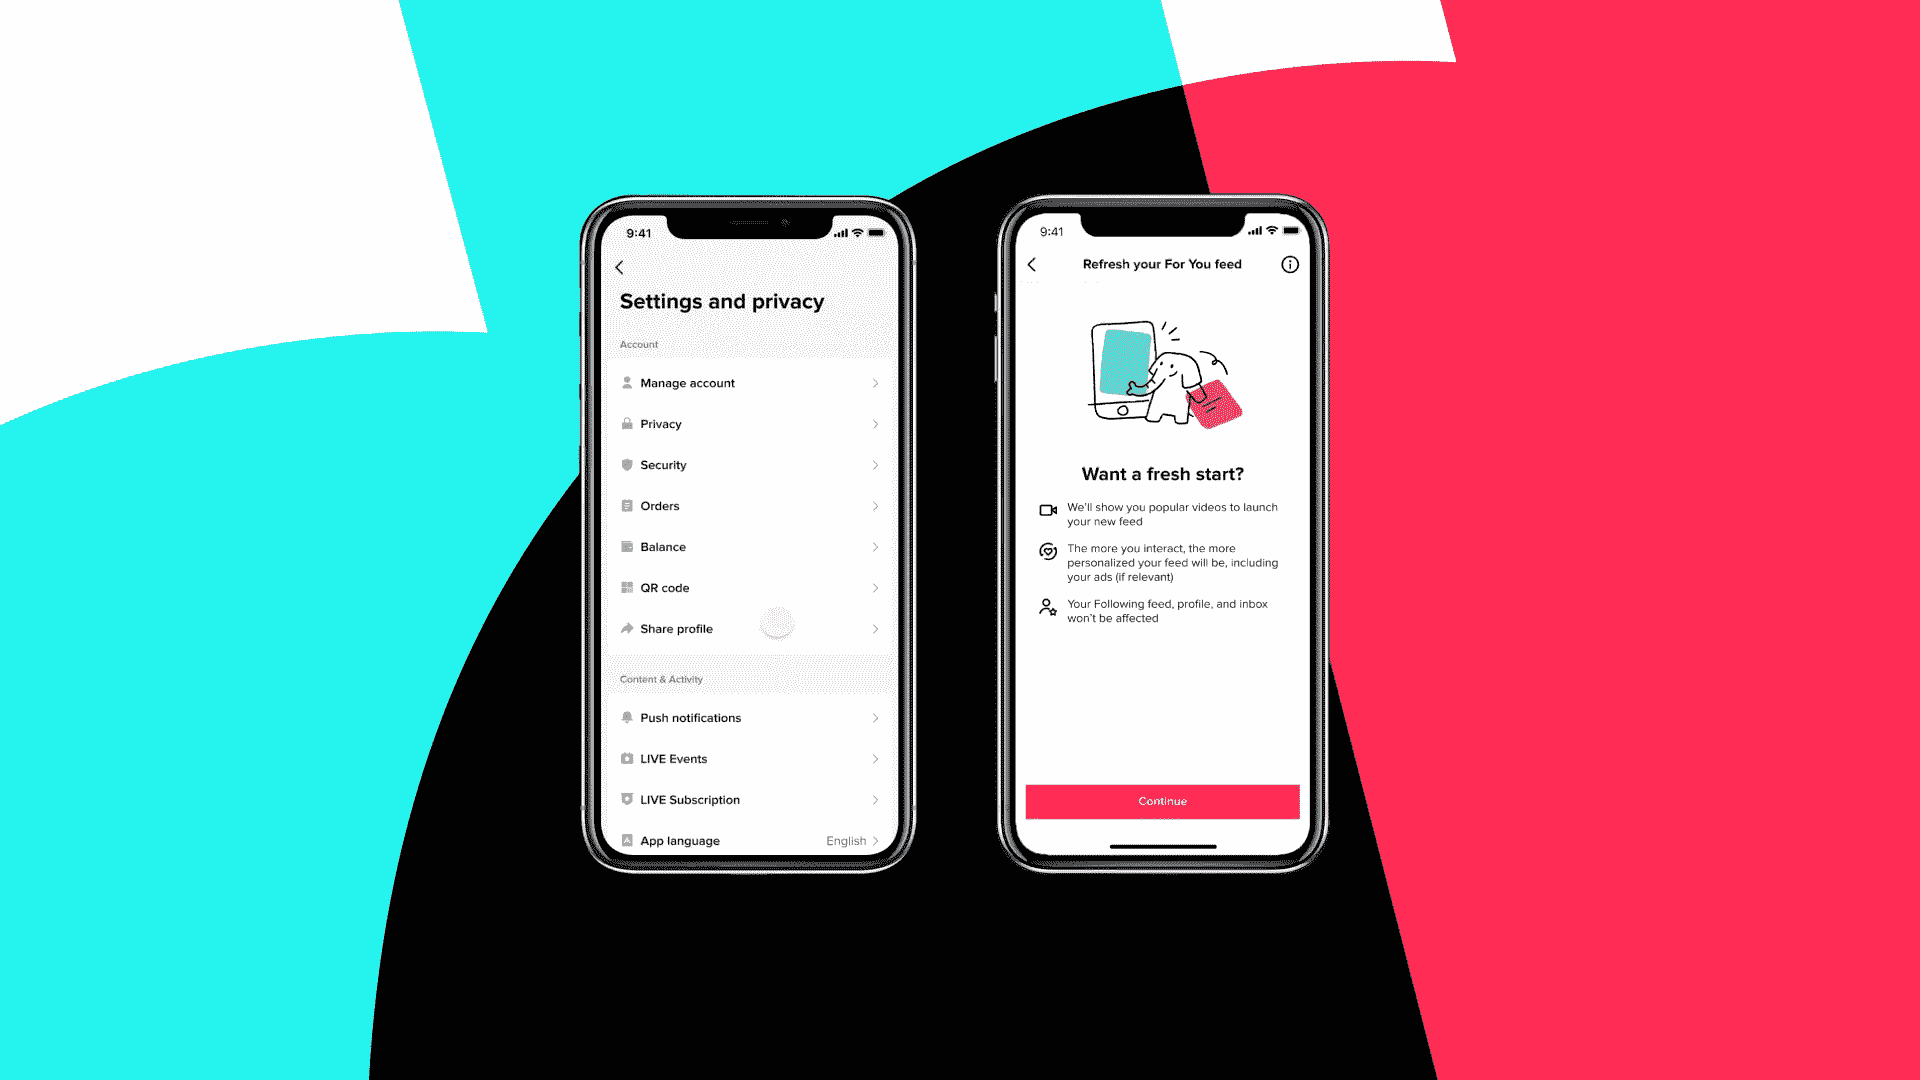 9:41
Settings and privacy
Account
Manage account
Privacy
Security
Orders
Balance
QR code
Share profile
Content & Activity
Push notifications
LIVE Events
LIVE Subscription
App language English
9:41
Refresh your For You feed
Want a fresh start?
We'll show you popular videos to launch
your new feed
The more you interact, the more
personalized your feed will be, including
your ads (if relevant)
Your Following feed, profile, and inbox
won't be affected
Continue